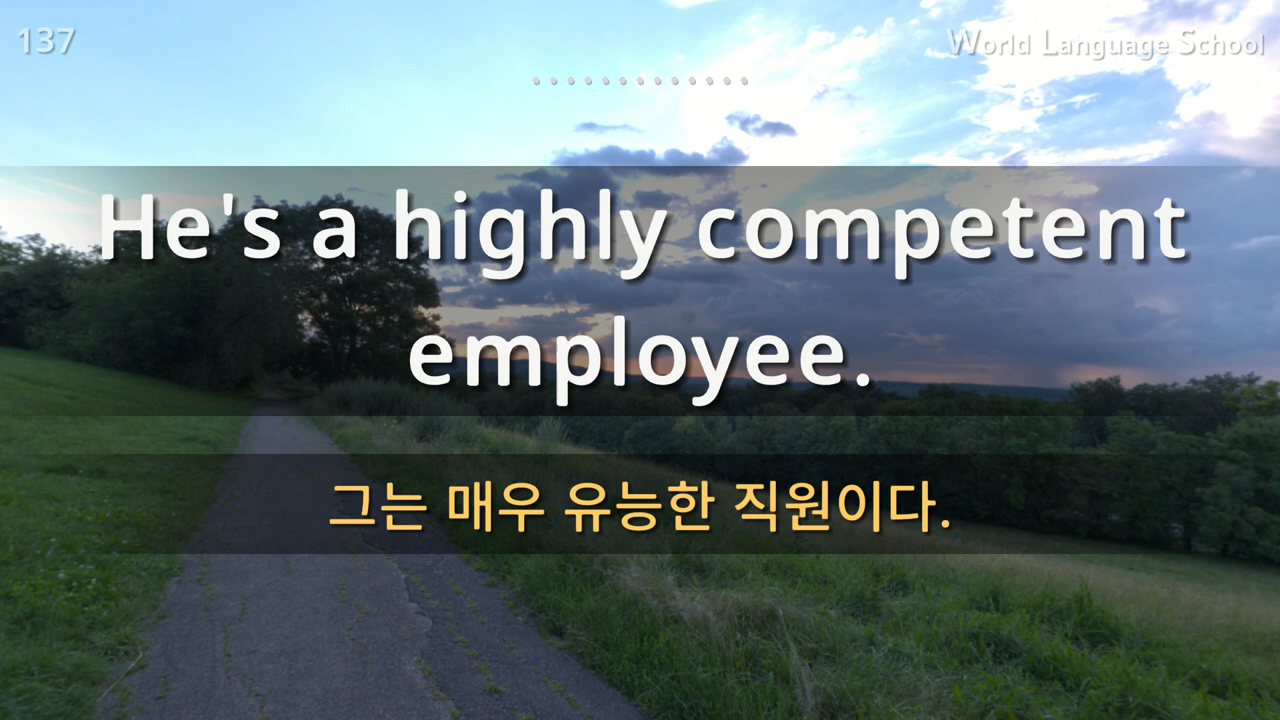 137
World Language School
He's a highly competent
employee.
그는 매우 유능한 직원이다.